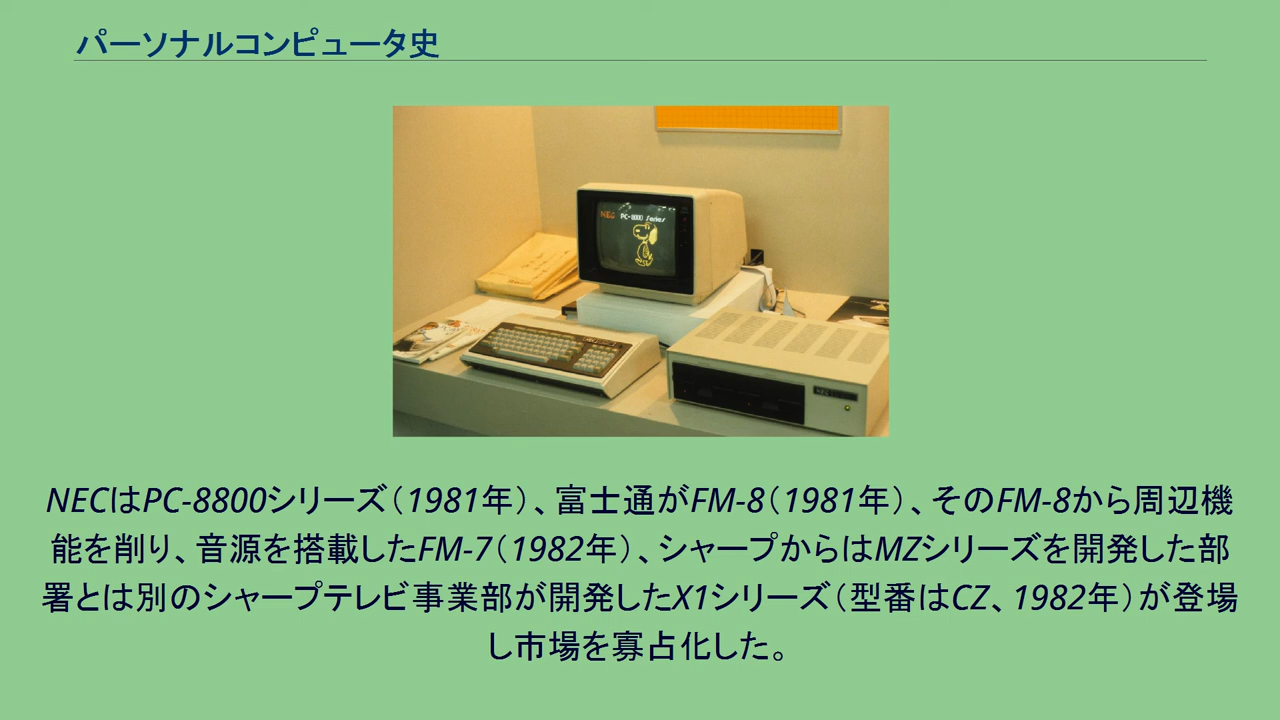 パーソナルコンピュータ史
NEC PC-8800 Series
NECはPC-8800シリーズ（1981年）、富士通がFM-8（1981年）、そのFM-8から周辺機
能を削り、音源を搭載したFM-7（1982年）、シャープからはMZシリーズを開発した部
署とは別のシャープテレビ事業部が開発したX1シリーズ（型番はCZ、1982年）が登場
し市場を寡占化した。